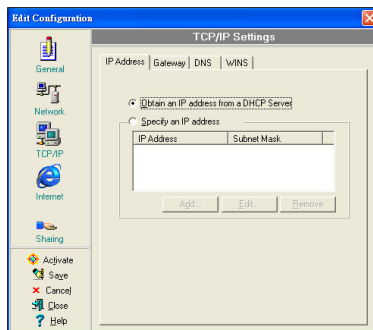 Edit Configuration
TCP/IP Settings
General
Network
TCP/IP
Internet
Sharing
Activate
Save
Cancel
Close
Help
IP Address
Gateway
DNS
WINS
Obtain an IP address from a DHCP Server
Specify an IP address
IP Address
Subnet Mask
Add...
Edit...
Remove